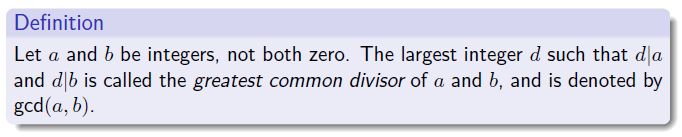 Definition
Let a and b be integers, not both zero. The largest integer d such that d|a
and d|b is called the greatest common divisor of a and b, and is denoted by
gcd(a, b).